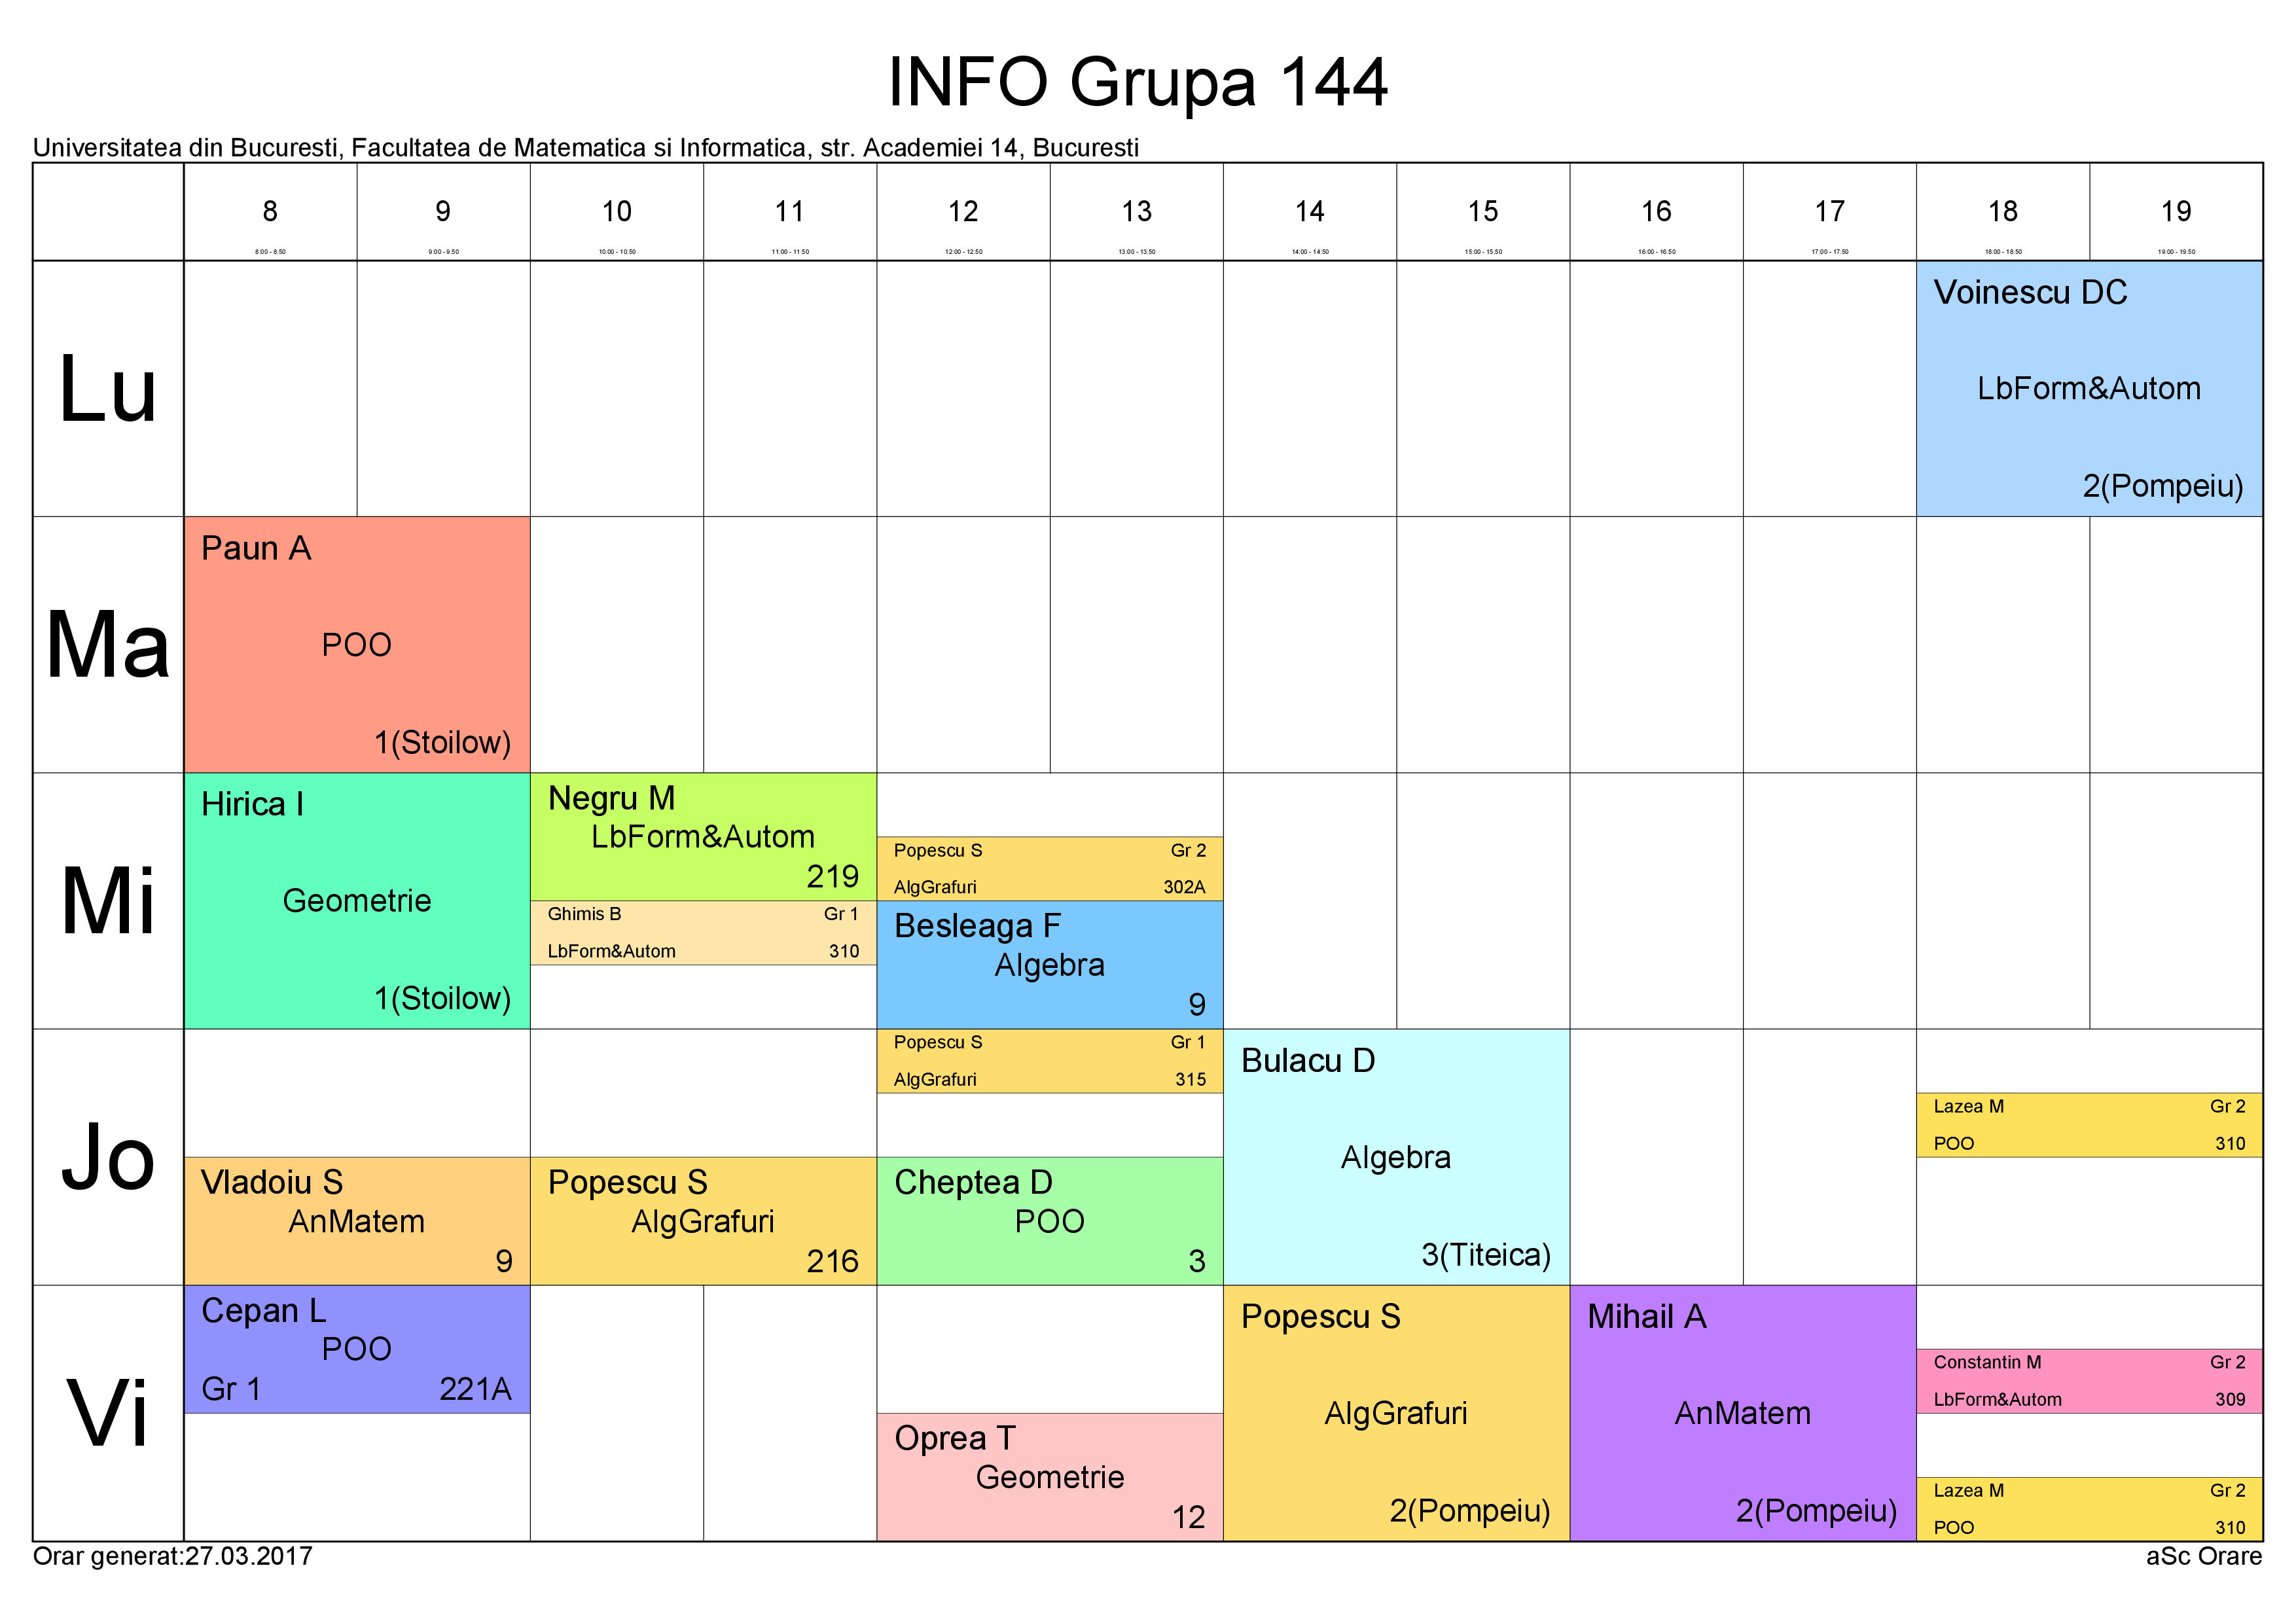 INFO Grupa 144
Universitatea din Bucuresti, Facultatea de Matematica si Informatica, str. Academiei 14, Bucuresti
8 9 10 11 12 13 14 15 16 17 18 19
8:00 - 8:50 9:00 - 9:50 10:00 - 10:50 11:00 - 11:50 12:00 - 12:50 13:00 - 13:50 14:00 - 14:50 15:00 - 15:50 16:00 - 16:50 17:00 - 17:50 18:00 - 18:50 19:00 - 19:50
Lu
Voinescu DC
LbForm&Autom
2(Pompeiu)
Ma
Paun A
POO
1(Stoilow)
Mi
Hirica I
Geometrie
1(Stoilow)
Negru M
LbForm&Autom
219
Ghimis B Gr 1
LbForm&Autom 310
Popescu S Gr 2
AlgGrafuri 302A
Besleaga F
Algebra
9
Jo
Vladoiu S
AnMatem
9
Popescu S
AlgGrafuri
216
Popescu S Gr 1
AlgGrafuri 315
Cheptea D
POO
3
Bulacu D
Algebra
3(Titeica)
Lazea M Gr 2
POO 310
Vi
Cepan L
POO
Gr 1 221A
Oprea T
Geometrie
12
Popescu S
AlgGrafuri
2(Pompeiu)
Mihail A
AnMatem
2(Pompeiu)
Constantin M Gr 2
LbForm&Autom 309
Lazea M Gr 2
POO 310
Orar generat:27.03.2017 aSc Orare